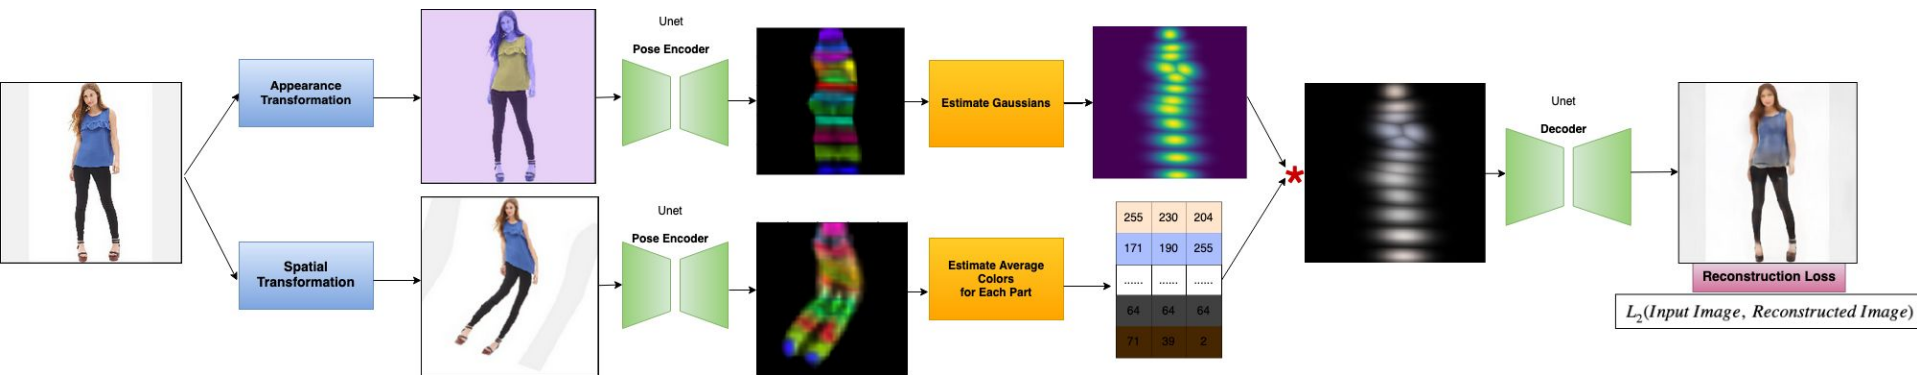 Appearance
Transformation
Unet
Pose Encoder
Estimate Gaussians
Spatial
Transformation
Unet
Pose Encoder
Estimate Average
Colors
for Each Part
255 230 204
171 190 255
...... ...... ......
64 64 64
71 39 2
*
Unet
Decoder
Reconstruction Loss
L₂(Input Image, Reconstructed Image)